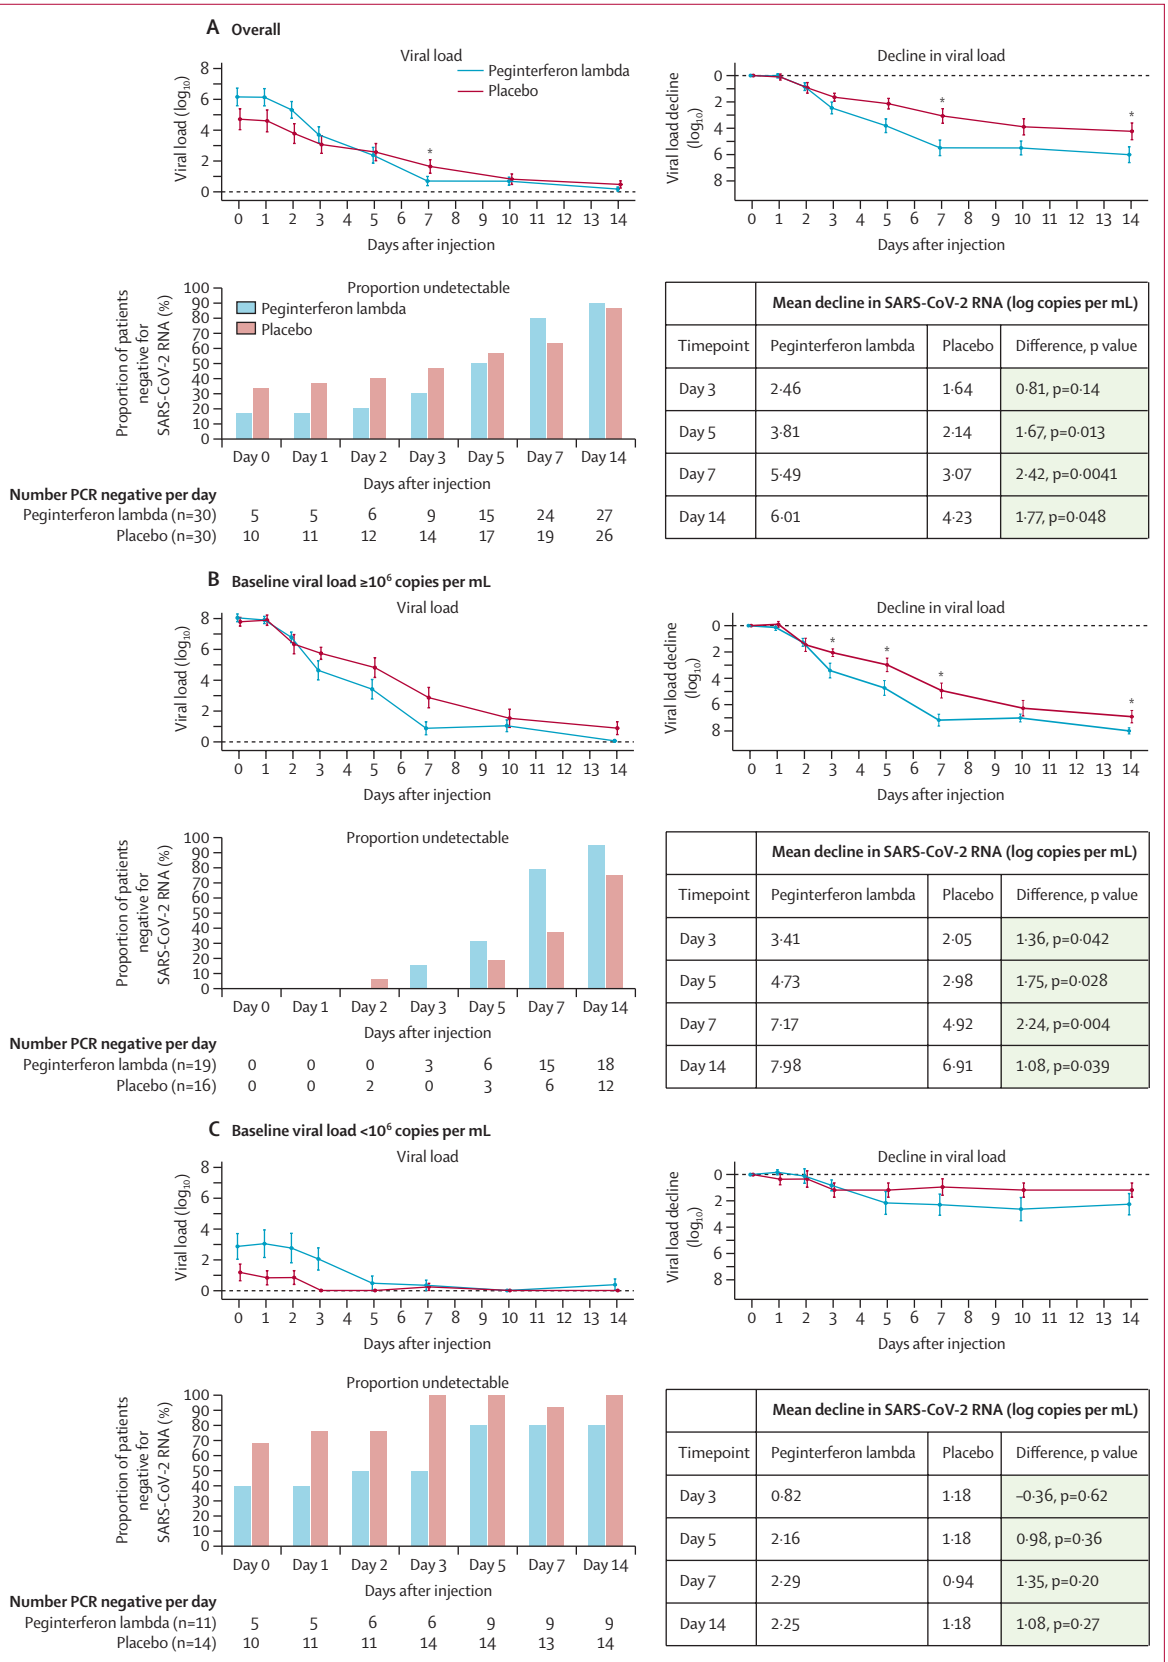 A Overall
Viral load
Viral load (log10)
8
6
4
2
0
Peginterferon lambda
Placebo
*
0 1 2 3 4 5 6 7 8 9 10 11 12 13 14
Days after injection
Decline in viral load
Viral load decline
(log10)
0
2
4
6
8
* *
0 1 2 3 4 5 6 7 8 9 10 11 12 13 14
Days after injection
Proportion undetectable
Proportion of patients
negative for
SARS-CoV-2 RNA (%)
100
90
80
70
60
50
40
30
20
10
0
Peginterferon lambda
Placebo
Day 0 Day 1 Day 2 Day 3 Day 5 Day 7 Day 14
Days after injection
Number PCR negative per day
Peginterferon lambda (n=30) 5 5 6 9 15 24 27
Placebo (n=30) 10 11 12 14 17 19 26
Mean decline in SARS-CoV-2 RNA (log copies per mL)
Timepoint Peginterferon lambda Placebo Difference, p value
Day 3 2·46 1·64 0·81, p=0·14
Day 5 3·81 2·14 1·67, p=0·013
Day 7 5·49 3·07 2·42, p=0·0041
Day 14 6·01 4·23 1·77, p=0·048
B Baseline viral load ≥10⁶ copies per mL
Viral load
Viral load (log10)
8
6
4
2
0
0 1 2 3 4 5 6 7 8 9 10 11 12 13 14
Days after injection
Decline in viral load
Viral load decline
(log10)
0
2
4
6
8
* * * *
0 1 2 3 4 5 6 7 8 9 10 11 12 13 14
Days after injection
Proportion undetectable
Proportion of patients
negative for
SARS-CoV-2 RNA (%)
100
90
80
70
60
50
40
30
20
10
0
Day 0 Day 1 Day 2 Day 3 Day 5 Day 7 Day 14
Days after injection
Number PCR negative per day
Peginterferon lambda (n=19) 0 0 0 3 6 15 18
Placebo (n=16) 0 0 2 0 3 6 12
Mean decline in SARS-CoV-2 RNA (log copies per mL)
Timepoint Peginterferon lambda Placebo Difference, p value
Day 3 3·41 2·05 1·36, p=0·042
Day 5 4·73 2·98 1·75, p=0·028
Day 7 7·17 4·92 2·24, p=0·004
Day 14 7·98 6·91 1·08, p=0·039
C Baseline viral load <10⁶ copies per mL
Viral load
Viral load (log10)
8
6
4
2
0
0 1 2 3 4 5 6 7 8 9 10 11 12 13 14
Days after injection
Decline in viral load
Viral load decline
(log10)
0
2
4
6
8
0 1 2 3 4 5 6 7 8 9 10 11 12 13 14
Days after injection
Proportion undetectable
Proportion of patients
negative for
SARS-CoV-2 RNA (%)
100
90
80
70
60
50
40
30
20
10
0
Day 0 Day 1 Day 2 Day 3 Day 5 Day 7 Day 14
Days after injection
Number PCR negative per day
Peginterferon lambda (n=11) 5 5 6 6 9 9 9
Placebo (n=14) 10 11 11 14 14 13 14
Mean decline in SARS-CoV-2 RNA (log copies per mL)
Timepoint Peginterferon lambda Placebo Difference, p value
Day 3 0·82 1·18 –0·36, p=0·62
Day 5 2·16 1·18 0·98, p=0·36
Day 7 2·29 0·94 1·35, p=0·20
Day 14 2·25 1·18 1·08, p=0·27